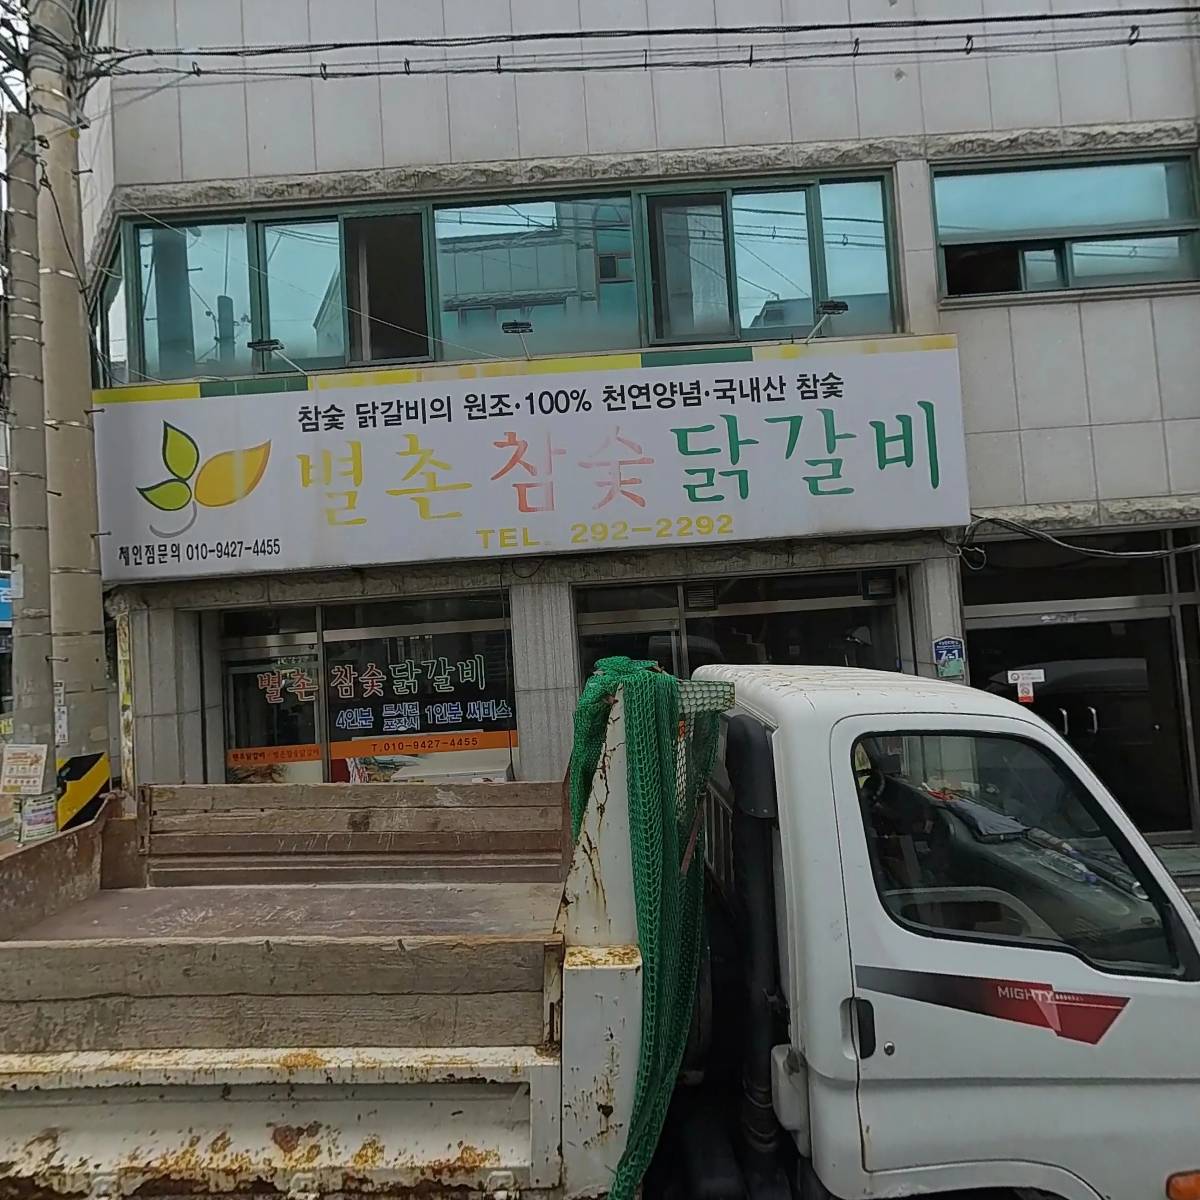 참숯 닭갈비의 원조·100% 천연양념·국내산 참숯
별촌 참숯 닭갈비
TEL. 292-2292
체인점문의 010-9427-4455
별촌 참숯 닭갈비
4인분 드시면 포장시 1인분 써비스
T.010-9427-4455
MIGHTY